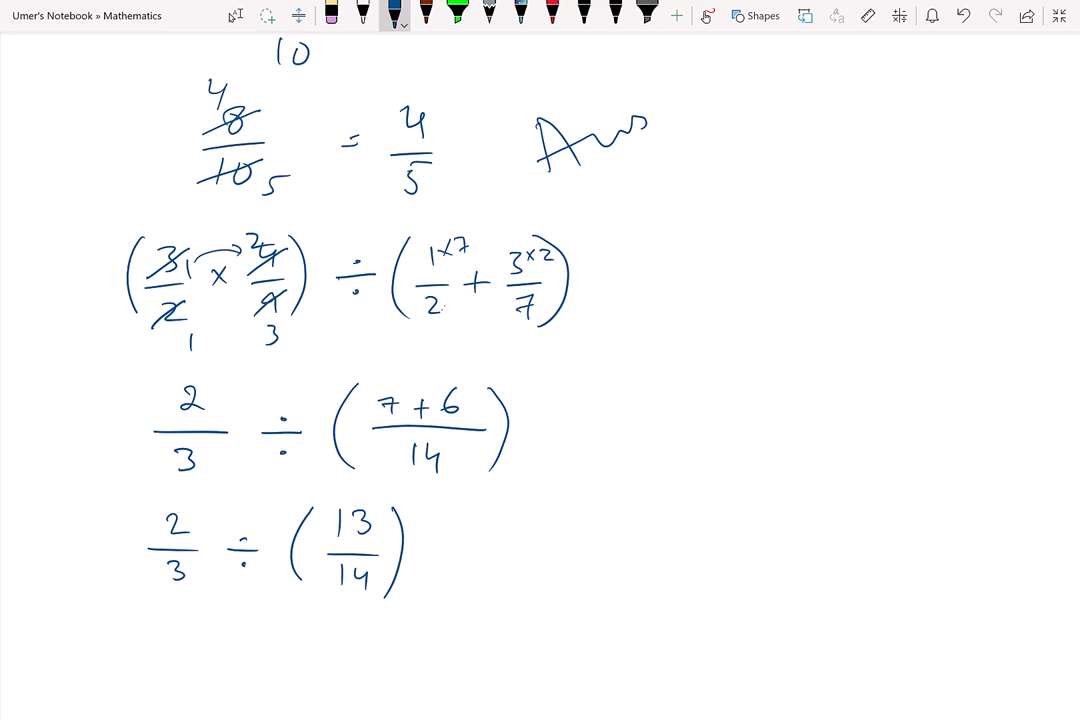 Umer's Notebook » Mathematics Shapes
10
4
8/10 5 = 4/5 Ans
(3 1/2 1 × 4 2/9 3) ÷ (1×7/2 + 3×2/7)
2/3 ÷ (7+6/14)
2/3 ÷ (13/14)